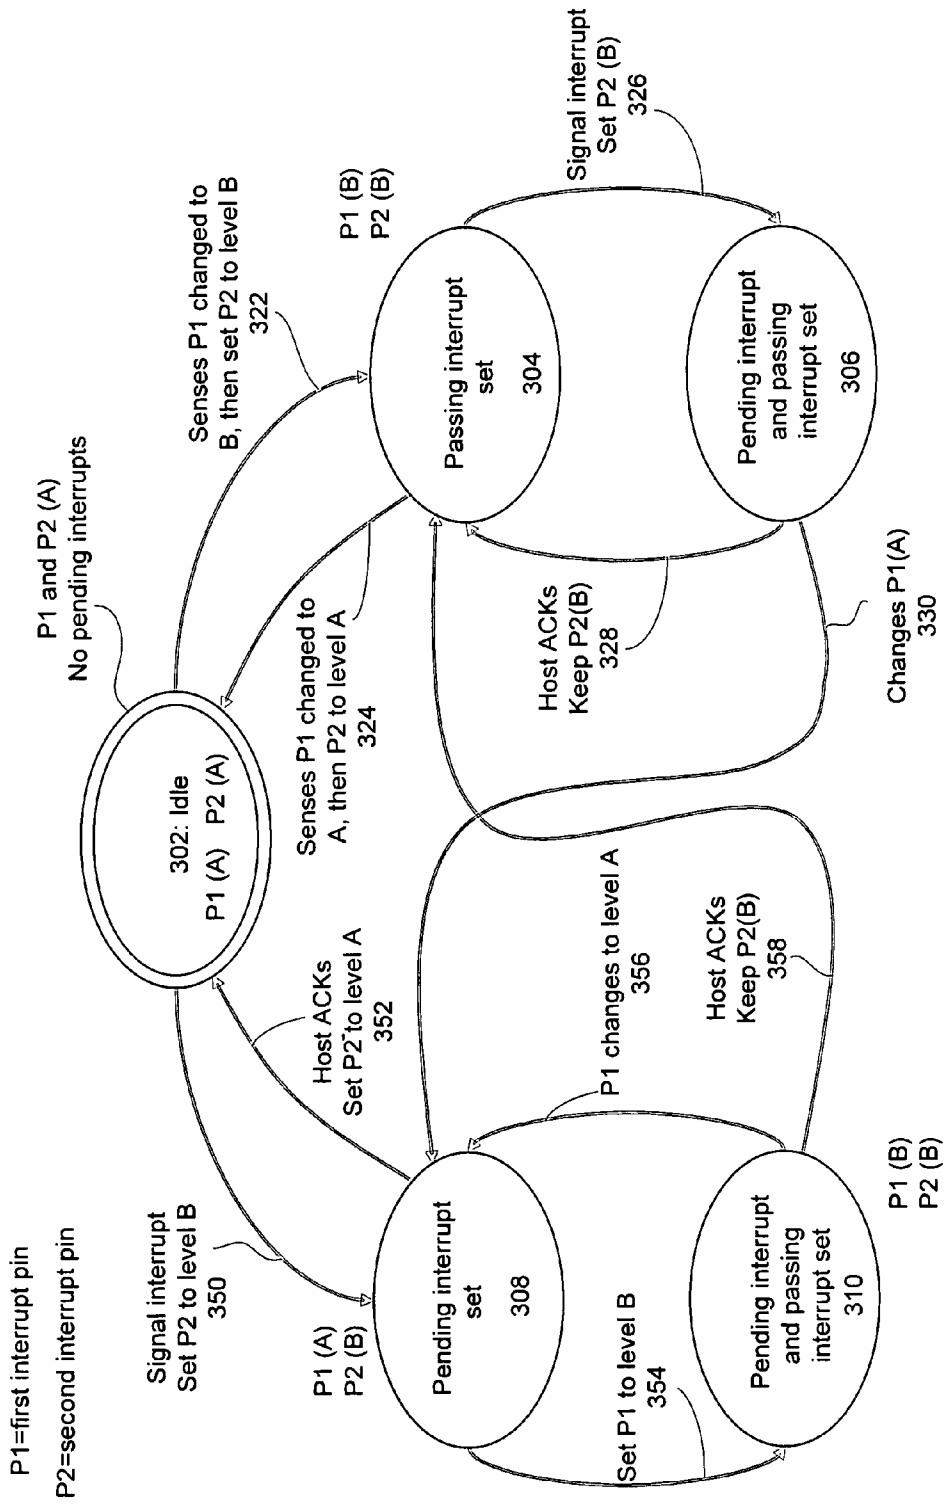 P1=first interrupt pin
P2=second interrupt pin
P1 and P2 (A)
No pending interrupts
302: Idle
P1 (A) P2 (A)
Signal interrupt
Set P2 to level B
350
Host ACKs
Set P2 to level A
352
Senses P1 changed to
A, then P2 to level A
324
Senses P1 changed to
B, then set P2 to level B
322
P1 (A)
P2 (B)
Pending interrupt
set
308
P1 (B)
P2 (B)
Passing interrupt
set
304
Set P1 to level B
354
P1 changes to level A
356
Host ACKs
Keep P2(B)
358
Host ACKs
Keep P2(B)
328
Signal interrupt
Set P2 (B)
326
Pending interrupt
and passing
interrupt set
310
P1 (B)
P2 (B)
Changes P1(A)
330
Pending interrupt
and passing
interrupt set
306